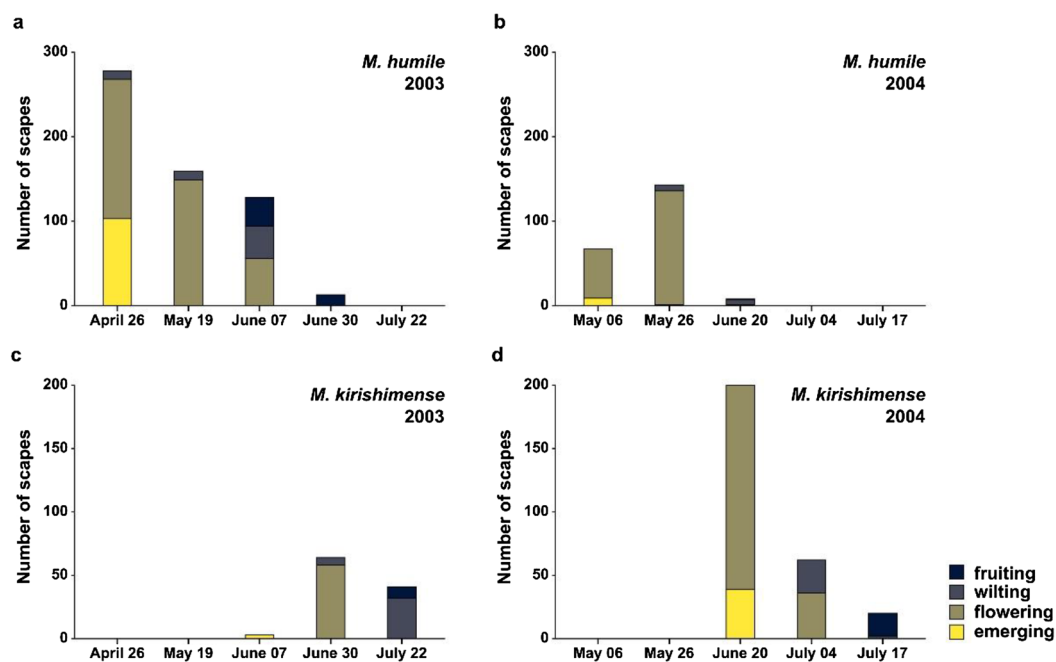 a
M. humile
2003
Number of scapes
300
200
100
0
April 26 May 19 June 07 June 30 July 22
b
M. humile
2004
Number of scapes
300
200
100
0
May 06 May 26 June 20 July 04 July 17
c
M. kirishimense
2003
Number of scapes
200
150
100
50
0
April 26 May 19 June 07 June 30 July 22
d
M. kirishimense
2004
Number of scapes
200
150
100
50
0
May 06 May 26 June 20 July 04 July 17
fruiting
wilting
flowering
emerging